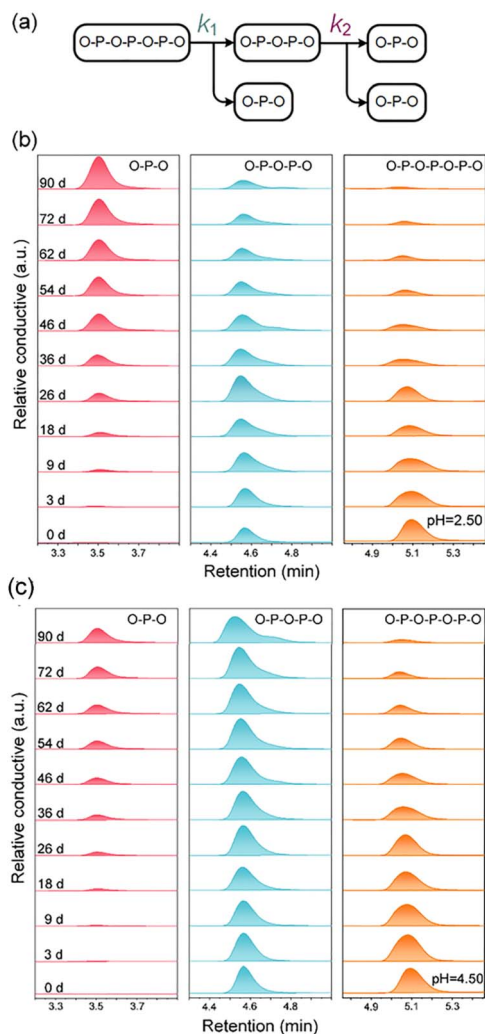 (a)
k1
k2
O-P-O-P-O-P-O
O-P-O-P-O
O-P-O
O-P-O
O-P-O
(b)
O-P-O
O-P-O-P-O
O-P-O-P-O-P-O
90 d
72 d
62 d
54 d
46 d
36 d
26 d
18 d
9 d
3 d
0 d
pH=2.50
Relative conductive (a.u.)
3.3 3.5 3.7
4.4 4.6 4.8
4.9 5.1 5.3
Retention (min)
(c)
O-P-O
O-P-O-P-O
O-P-O-P-O-P-O
90 d
72 d
62 d
54 d
46 d
36 d
26 d
18 d
9 d
3 d
0 d
pH=4.50
Relative conductive (a.u.)
3.3 3.5 3.7
4.4 4.6 4.8
4.9 5.1 5.3
Retention (min)